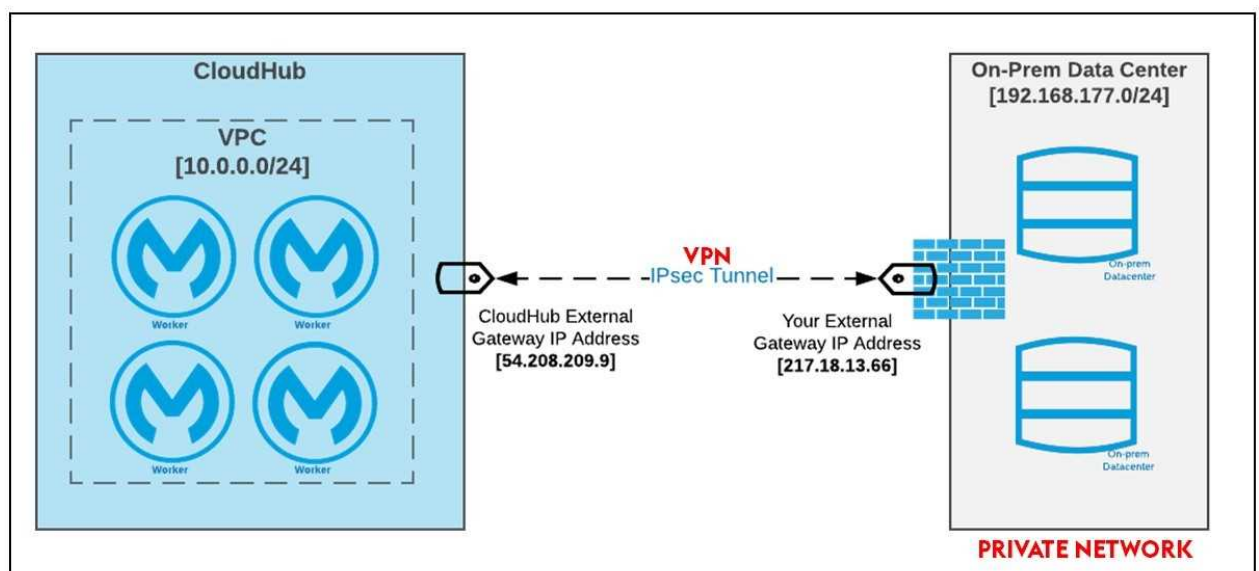 CloudHub
VPC
[10.0.0.0/24]
Worker
Worker
Worker
Worker
VPN
IPsec Tunnel
CloudHub External
Gateway IP Address
[54.208.209.9]
Your External
Gateway IP Address
[217.18.13.66]
On-Prem Data Center
[192.168.177.0/24]
On-prem
Datacenter
On-prem
Datacenter
PRIVATE NETWORK